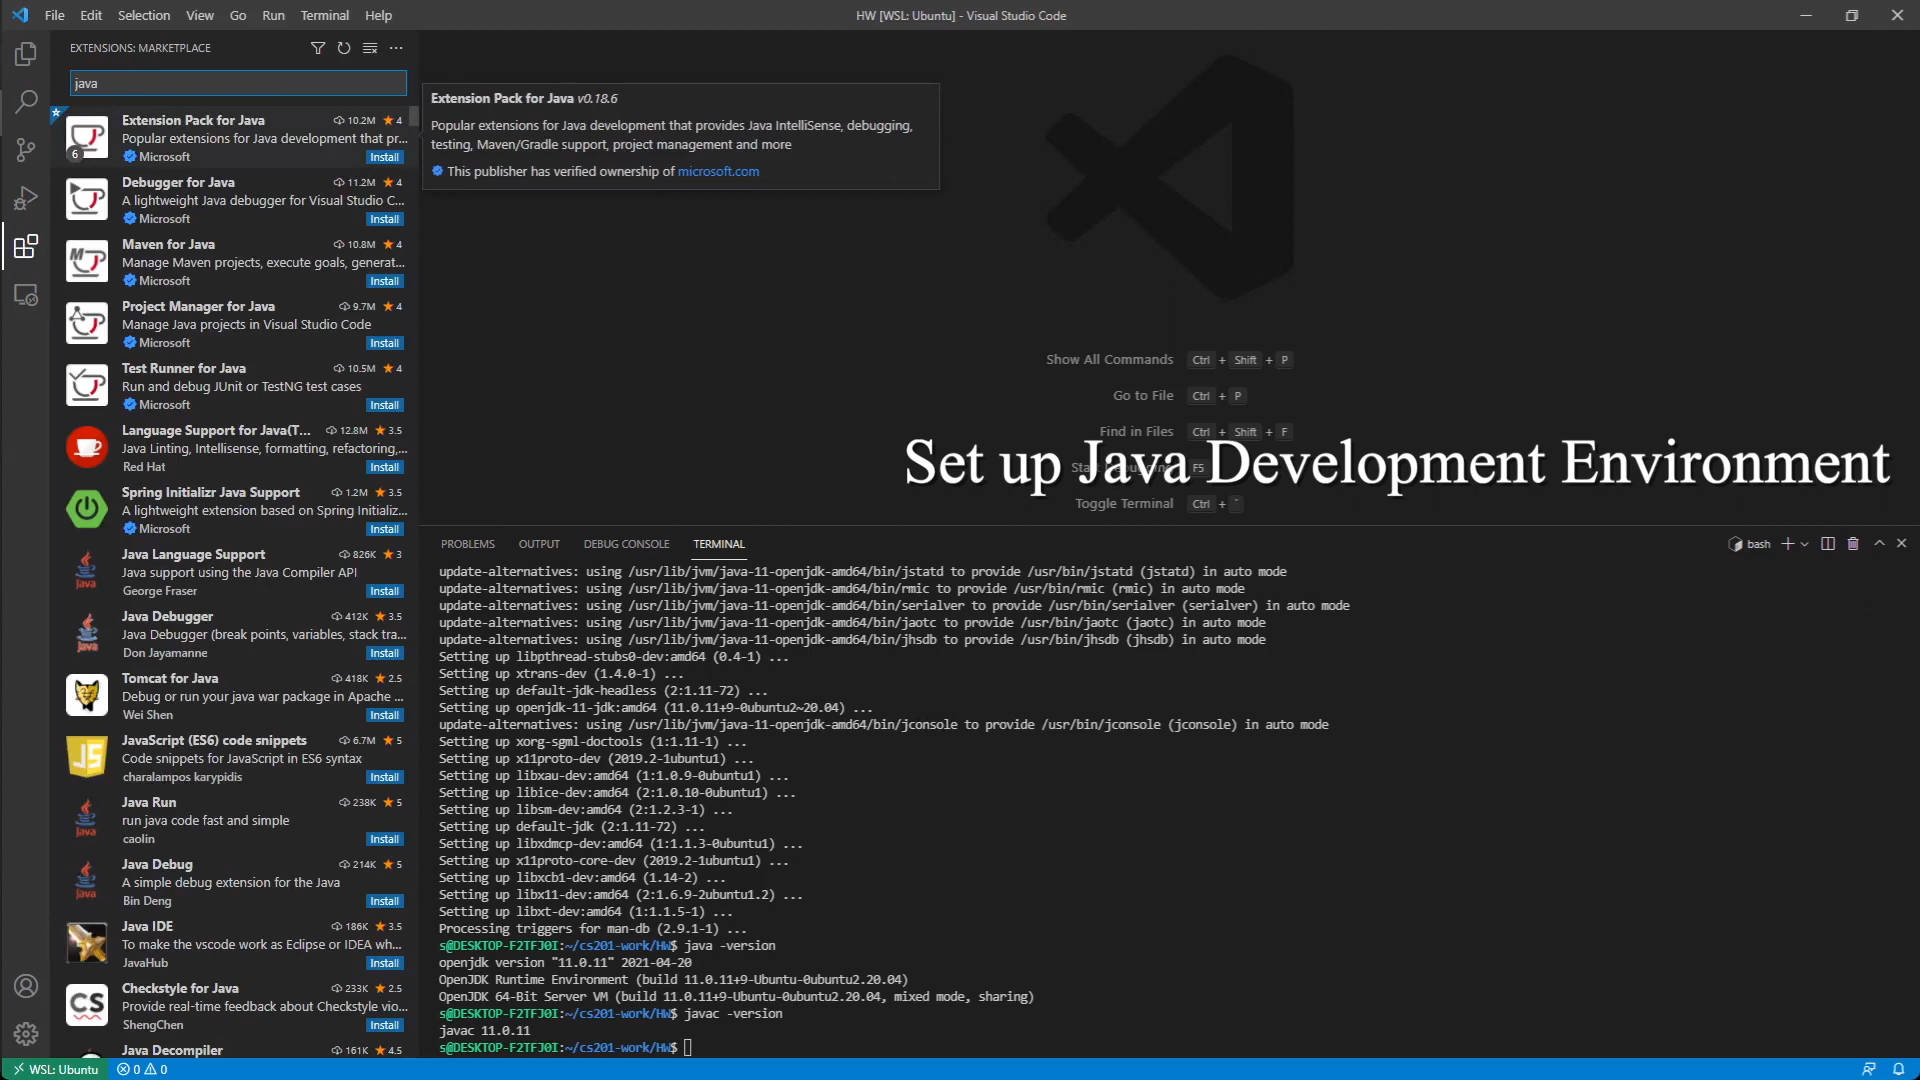 File Edit Selection View Go Run Terminal Help
HW [WSL: Ubuntu] - Visual Studio Code
EXTENSIONS: MARKETPLACE
java
Extension Pack for Java 10.2M ★ 4
Popular extensions for Java development that pr...
Microsoft Install
6
Debugger for Java 11.2M ★ 4
A lightweight Java debugger for Visual Studio C...
Microsoft Install
Maven for Java 10.8M ★ 4
Manage Maven projects, execute goals, generat...
Microsoft Install
Project Manager for Java 9.7M ★ 4
Manage Java projects in Visual Studio Code
Microsoft Install
Test Runner for Java 10.5M ★ 4
Run and debug JUnit or TestNG test cases
Microsoft Install
Language Support for Java(T... 12.8M ★ 3.5
Java Linting, Intellisense, formatting, refactoring,...
Red Hat Install
Spring Initializr Java Support 1.2M ★ 3.5
A lightweight extension based on Spring Initializ...
Microsoft Install
Java Language Support 826K ★ 3
Java support using the Java Compiler API
George Fraser Install
Java Debugger 412K ★ 3.5
Java Debugger (break points, variables, stack tra...
Don Jayamanne Install
Tomcat for Java 418K ★ 2.5
Debug or run your java war package in Apache ...
Wei Shen Install
JavaScript (ES6) code snippets 6.7M ★ 5
Code snippets for JavaScript in ES6 syntax
charalampos karypidis Install
JS
Java Run 238K ★ 5
run java code fast and simple
caolin Install
Java Debug 214K ★ 5
A simple debug extension for the Java
Bin Deng Install
Java IDE 186K ★ 3.5
To make the vscode work as Eclipse or IDEA wh...
JavaHub Install
Checkstyle for Java 233K ★ 2.5
Provide real-time feedback about Checkstyle vio...
ShengChen Install
CS
Java Decompiler 161K ★ 4.5
Extension Pack for Java v0.18.6
Popular extensions for Java development that provides Java IntelliSense, debugging,
testing, Maven/Gradle support, project management and more
This publisher has verified ownership of microsoft.com
Show All Commands Ctrl + Shift + P
Go to File Ctrl + P
Find in Files Ctrl + Shift + F
Set up Java Development Environment
F5
Toggle Terminal Ctrl + `
PROBLEMS OUTPUT DEBUG CONSOLE TERMINAL
bash
update-alternatives: using /usr/lib/jvm/java-11-openjdk-amd64/bin/jstatd to provide /usr/bin/jstatd (jstatd) in auto mode
update-alternatives: using /usr/lib/jvm/java-11-openjdk-amd64/bin/rmic to provide /usr/bin/rmic (rmic) in auto mode
update-alternatives: using /usr/lib/jvm/java-11-openjdk-amd64/bin/serialver to provide /usr/bin/serialver (serialver) in auto mode
update-alternatives: using /usr/lib/jvm/java-11-openjdk-amd64/bin/jaotc to provide /usr/bin/jaotc (jaotc) in auto mode
update-alternatives: using /usr/lib/jvm/java-11-openjdk-amd64/bin/jhsdb to provide /usr/bin/jhsdb (jhsdb) in auto mode
Setting up libpthread-stubs0-dev:amd64 (0.4-1) ...
Setting up xtrans-dev (1.4.0-1) ...
Setting up default-jdk-headless (2:1.11-72) ...
Setting up openjdk-11-jdk:amd64 (11.0.11+9-0ubuntu2~20.04) ...
update-alternatives: using /usr/lib/jvm/java-11-openjdk-amd64/bin/jconsole to provide /usr/bin/jconsole (jconsole) in auto mode
Setting up xorg-sgml-doctools (1:1.11-1) ...
Setting up x11proto-dev (2019.2-1ubuntu1) ...
Setting up libxau-dev:amd64 (1:1.0.9-0ubuntu1) ...
Setting up libice-dev:amd64 (2:1.0.10-0ubuntu1) ...
Setting up libsm-dev:amd64 (2:1.2.3-1) ...
Setting up default-jdk (2:1.11-72) ...
Setting up libxdmcp-dev:amd64 (1:1.1.3-0ubuntu1) ...
Setting up x11proto-core-dev (2019.2-1ubuntu1) ...
Setting up libxcb1-dev:amd64 (1.14-2) ...
Setting up libx11-dev:amd64 (2:1.6.9-2ubuntu1.2) ...
Setting up libxt-dev:amd64 (1:1.1.5-1) ...
Processing triggers for man-db (2.9.1-1) ...
s@DESKTOP-F2TFJ0I:~/cs201-work/HW$ java -version
openjdk version "11.0.11" 2021-04-20
OpenJDK Runtime Environment (build 11.0.11+9-Ubuntu-0ubuntu2.20.04)
OpenJDK 64-Bit Server VM (build 11.0.11+9-Ubuntu-0ubuntu2.20.04, mixed mode, sharing)
s@DESKTOP-F2TFJ0I:~/cs201-work/HW$ javac -version
javac 11.0.11
s@DESKTOP-F2TFJ0I:~/cs201-work/HW$
WSL: Ubuntu 0 0